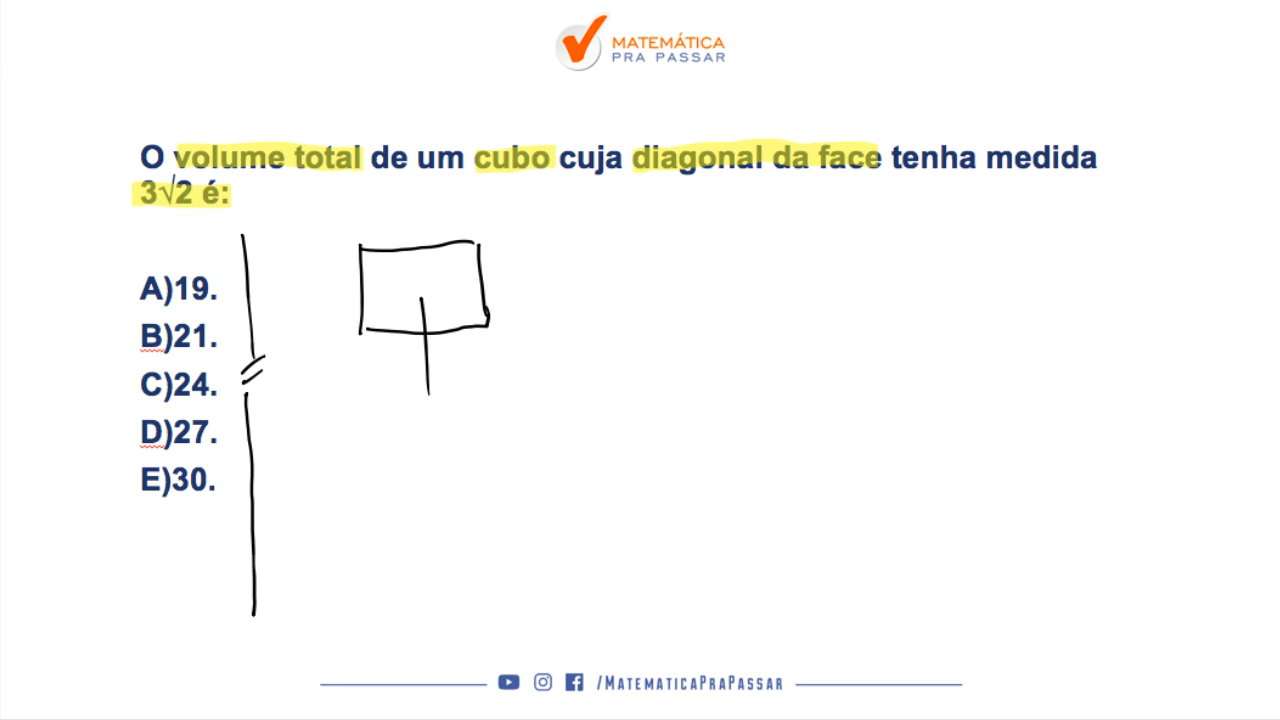 MATEMÁTICA
PRA PASSAR
O volume total de um cubo cuja diagonal da face tenha medida
3√2 é:
A)19.
B)21.
C)24.
D)27.
E)30.
/MATEMATICAPRAPASSAR